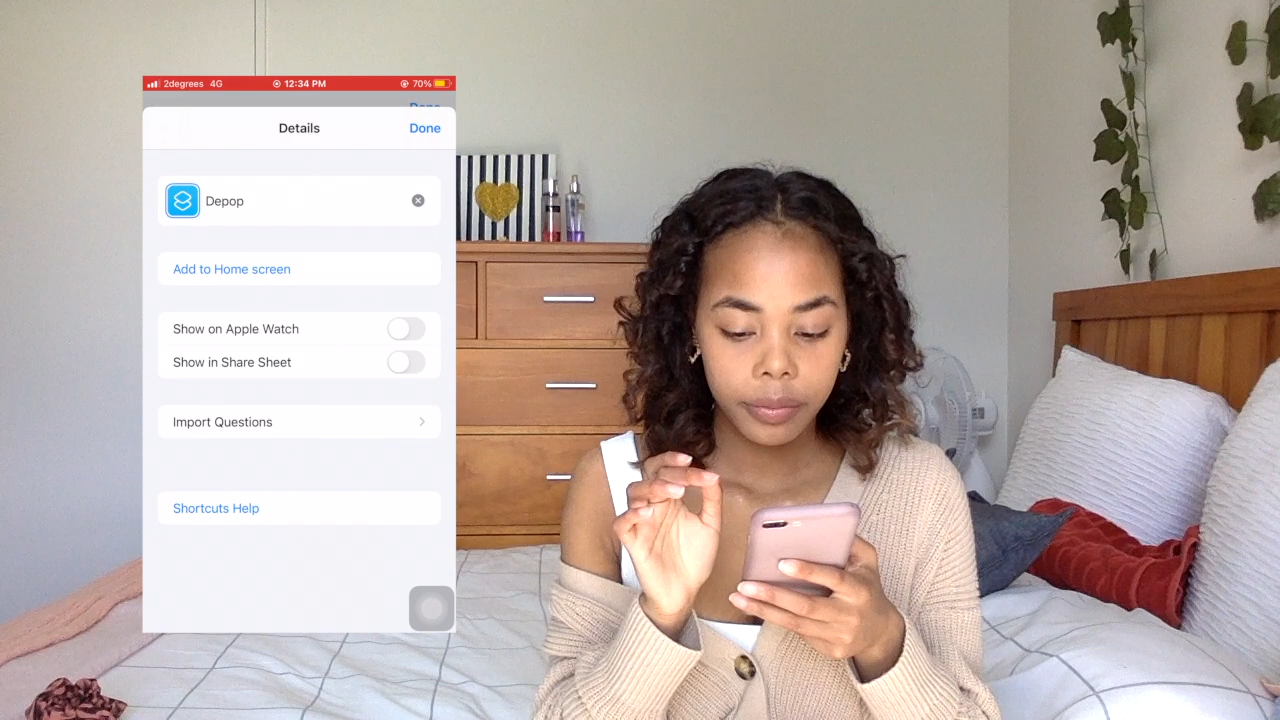 2degrees 4G 12:34 PM 70%
Done
Details Done
Depop
Add to Home screen
Show on Apple Watch
Show in Share Sheet
Import Questions
Shortcuts Help